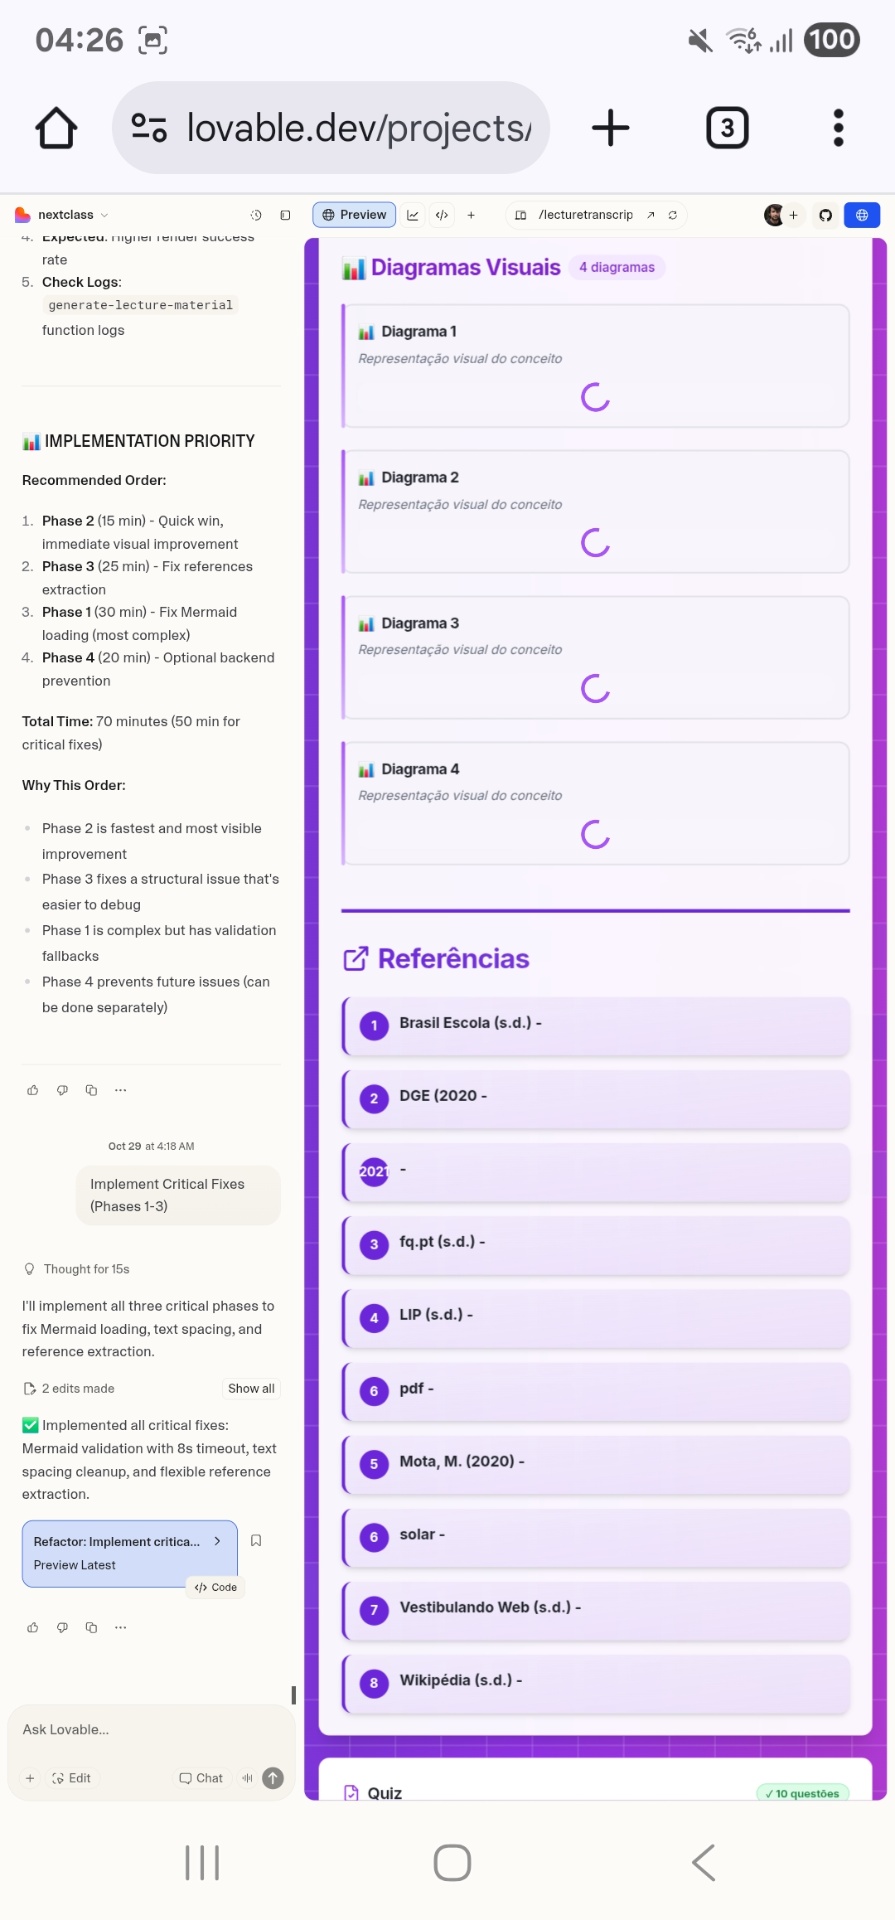 04:26
6
100
lovable.dev/projects/
3
nextclass
Preview
/lecturetranscrip
4. Expected: Higher render success
rate
5. Check Logs:
generate-lecture-material
function logs
📊 IMPLEMENTATION PRIORITY
Recommended Order:
1. Phase 2 (15 min) - Quick win,
immediate visual improvement
2. Phase 3 (25 min) - Fix references
extraction
3. Phase 1 (30 min) - Fix Mermaid
loading (most complex)
4. Phase 4 (20 min) - Optional backend
prevention
Total Time: 70 minutes (50 min for
critical fixes)
Why This Order:
Phase 2 is fastest and most visible
improvement
Phase 3 fixes a structural issue that's
easier to debug
Phase 1 is complex but has validation
fallbacks
Phase 4 prevents future issues (can
be done separately)
Oct 29 at 4:18 AM
Implement Critical Fixes
(Phases 1-3)
Thought for 15s
I'll implement all three critical phases to
fix Mermaid loading, text spacing, and
reference extraction.
2 edits made
Show all
✅ Implemented all critical fixes:
Mermaid validation with 8s timeout, text
spacing cleanup, and flexible reference
extraction.
Refactor: Implement critica...
Preview Latest
Code
Ask Lovable...
Edit
Chat
📊 Diagramas Visuais
4 diagramas
📊 Diagrama 1
Representação visual do conceito
📊 Diagrama 2
Representação visual do conceito
📊 Diagrama 3
Representação visual do conceito
📊 Diagrama 4
Representação visual do conceito
Referências
1 Brasil Escola (s.d.) -
2 DGE (2020 -
2021 -
3 fq.pt (s.d.) -
4 LIP (s.d.) -
6 pdf -
5 Mota, M. (2020) -
6 solar -
7 Vestibulando Web (s.d.) -
8 Wikipédia (s.d.) -
Quiz
✓ 10 questões